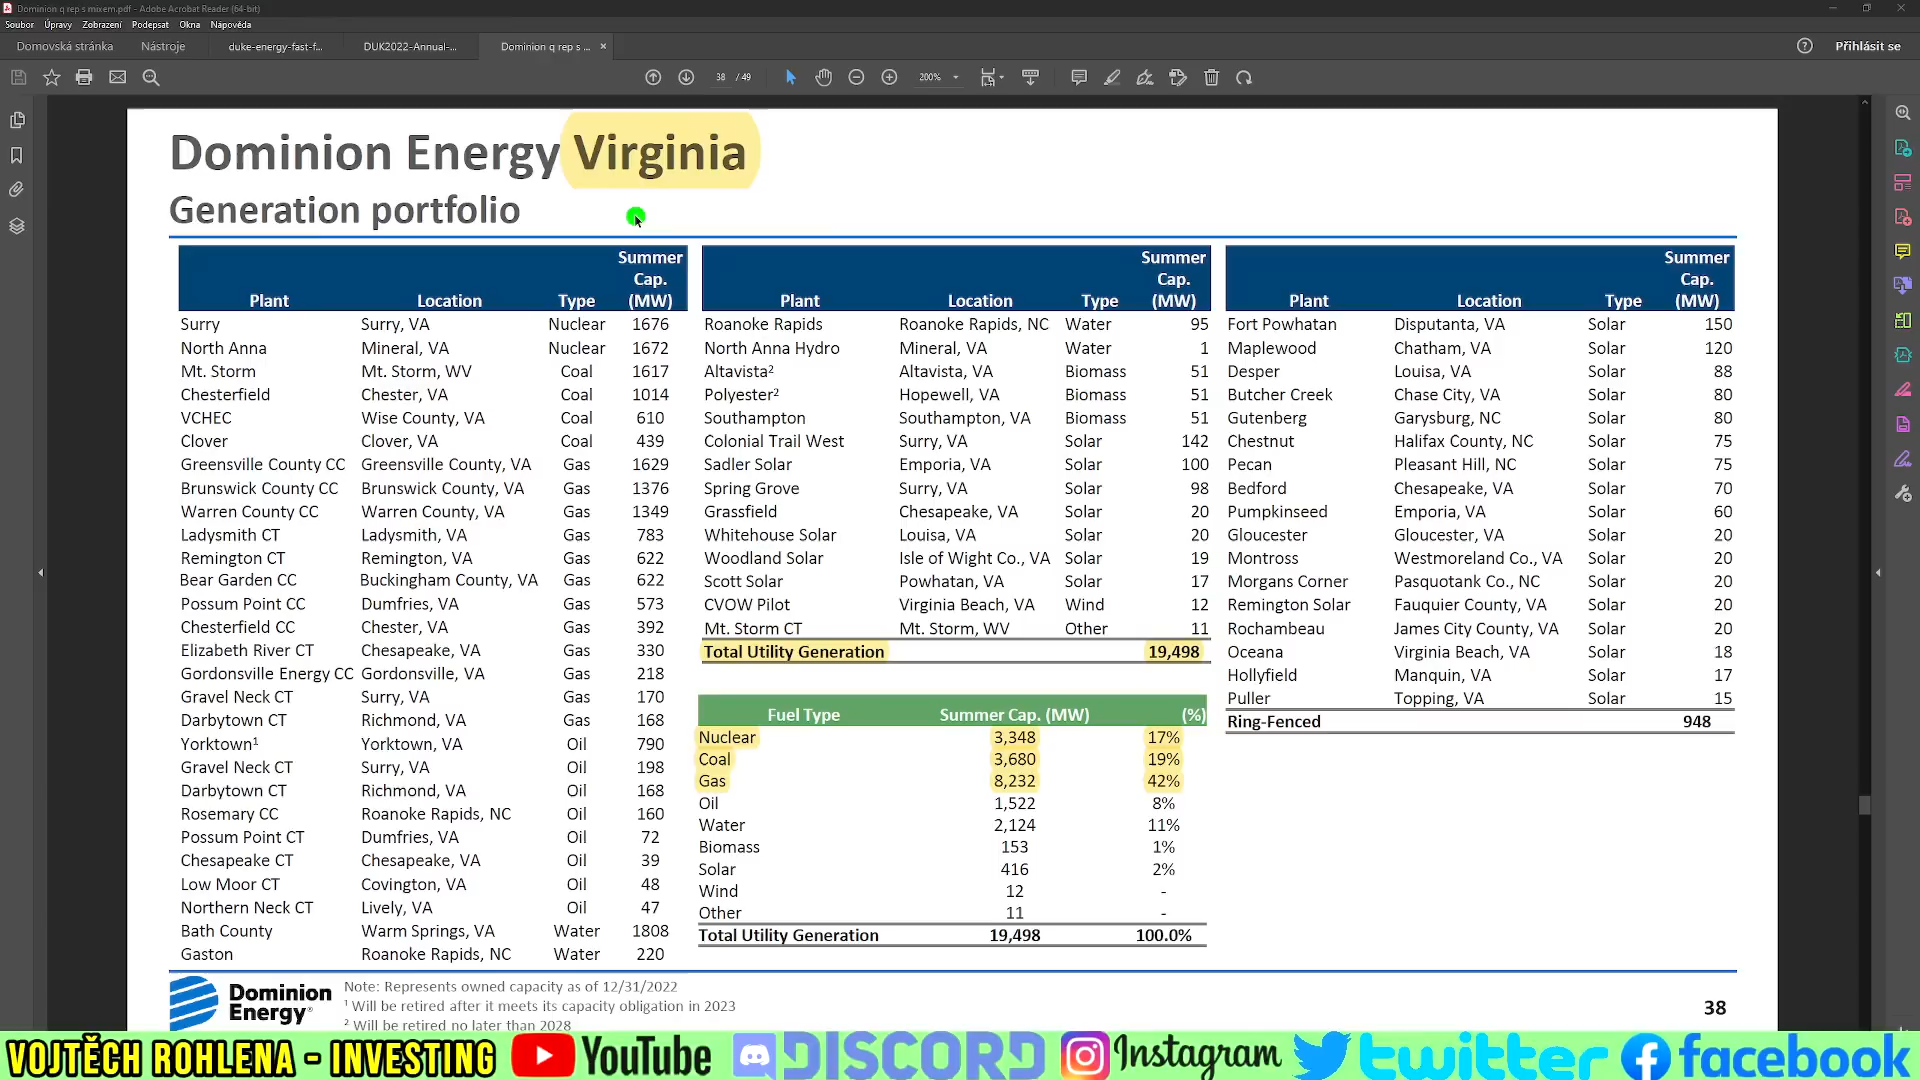 Dominion q rep s mixem.pdf - Adobe Acrobat Reader (64-bit)
Soubor Úpravy Zobrazení Podepsat Okna Nápověda
Domovská stránka Nástroje duke-energy-fast-f... DUK2022-Annual-... Dominion q rep s ... × Přihlásit se
38 / 49 200%
Dominion Energy Virginia
Generation portfolio
Plant Location Type Summer Cap. (MW)
Surry Surry, VA Nuclear 1676
North Anna Mineral, VA Nuclear 1672
Mt. Storm Mt. Storm, WV Coal 1617
Chesterfield Chester, VA Coal 1014
VCHEC Wise County, VA Coal 610
Clover Clover, VA Coal 439
Greensville County CC Greensville County, VA Gas 1629
Brunswick County CC Brunswick County, VA Gas 1376
Warren County CC Warren County, VA Gas 1349
Ladysmith CT Ladysmith, VA Gas 783
Remington CT Remington, VA Gas 622
Bear Garden CC Buckingham County, VA Gas 622
Possum Point CC Dumfries, VA Gas 573
Chesterfield CC Chester, VA Gas 392
Elizabeth River CT Chesapeake, VA Gas 330
Gordonsville Energy CC Gordonsville, VA Gas 218
Gravel Neck CT Surry, VA Gas 170
Darbytown CT Richmond, VA Gas 168
Yorktown¹ Yorktown, VA Oil 790
Gravel Neck CT Surry, VA Oil 198
Darbytown CT Richmond, VA Oil 168
Rosemary CC Roanoke Rapids, NC Oil 160
Possum Point CT Dumfries, VA Oil 72
Chesapeake CT Chesapeake, VA Oil 39
Low Moor CT Covington, VA Oil 48
Northern Neck CT Lively, VA Oil 47
Bath County Warm Springs, VA Water 1808
Gaston Roanoke Rapids, NC Water 220
Plant Location Type Summer Cap. (MW)
Roanoke Rapids Roanoke Rapids, NC Water 95
North Anna Hydro Mineral, VA Water 1
Altavista² Altavista, VA Biomass 51
Polyester² Hopewell, VA Biomass 51
Southampton Southampton, VA Biomass 51
Colonial Trail West Surry, VA Solar 142
Sadler Solar Emporia, VA Solar 100
Spring Grove Surry, VA Solar 98
Grassfield Chesapeake, VA Solar 20
Whitehouse Solar Louisa, VA Solar 20
Woodland Solar Isle of Wight Co., VA Solar 19
Scott Solar Powhatan, VA Solar 17
CVOW Pilot Virginia Beach, VA Wind 12
Mt. Storm CT Mt. Storm, WV Other 11
Total Utility Generation 19,498
Fuel Type Summer Cap. (MW) (%)
Nuclear 3,348 17%
Coal 3,680 19%
Gas 8,232 42%
Oil 1,522 8%
Water 2,124 11%
Biomass 153 1%
Solar 416 2%
Wind 12 -
Other 11 -
Total Utility Generation 19,498 100.0%
Plant Location Type Summer Cap. (MW)
Fort Powhatan Disputanta, VA Solar 150
Maplewood Chatham, VA Solar 120
Desper Louisa, VA Solar 88
Butcher Creek Chase City, VA Solar 80
Gutenberg Garysburg, NC Solar 80
Chestnut Halifax County, NC Solar 75
Pecan Pleasant Hill, NC Solar 75
Bedford Chesapeake, VA Solar 70
Pumpkinseed Emporia, VA Solar 60
Gloucester Gloucester, VA Solar 20
Montross Westmoreland Co., VA Solar 20
Morgans Corner Pasquotank Co., NC Solar 20
Remington Solar Fauquier County, VA Solar 20
Rochambeau James City County, VA Solar 20
Oceana Virginia Beach, VA Solar 18
Hollyfield Manquin, VA Solar 17
Puller Topping, VA Solar 15
Ring-Fenced 948
Dominion Energy®
Note: Represents owned capacity as of 12/31/2022
¹ Will be retired after it meets its capacity obligation in 2023
² Will be retired no later than 2028
38
VOJTĚCH ROHLENA - INVESTING YouTube DISCORD Instagram twitter facebook